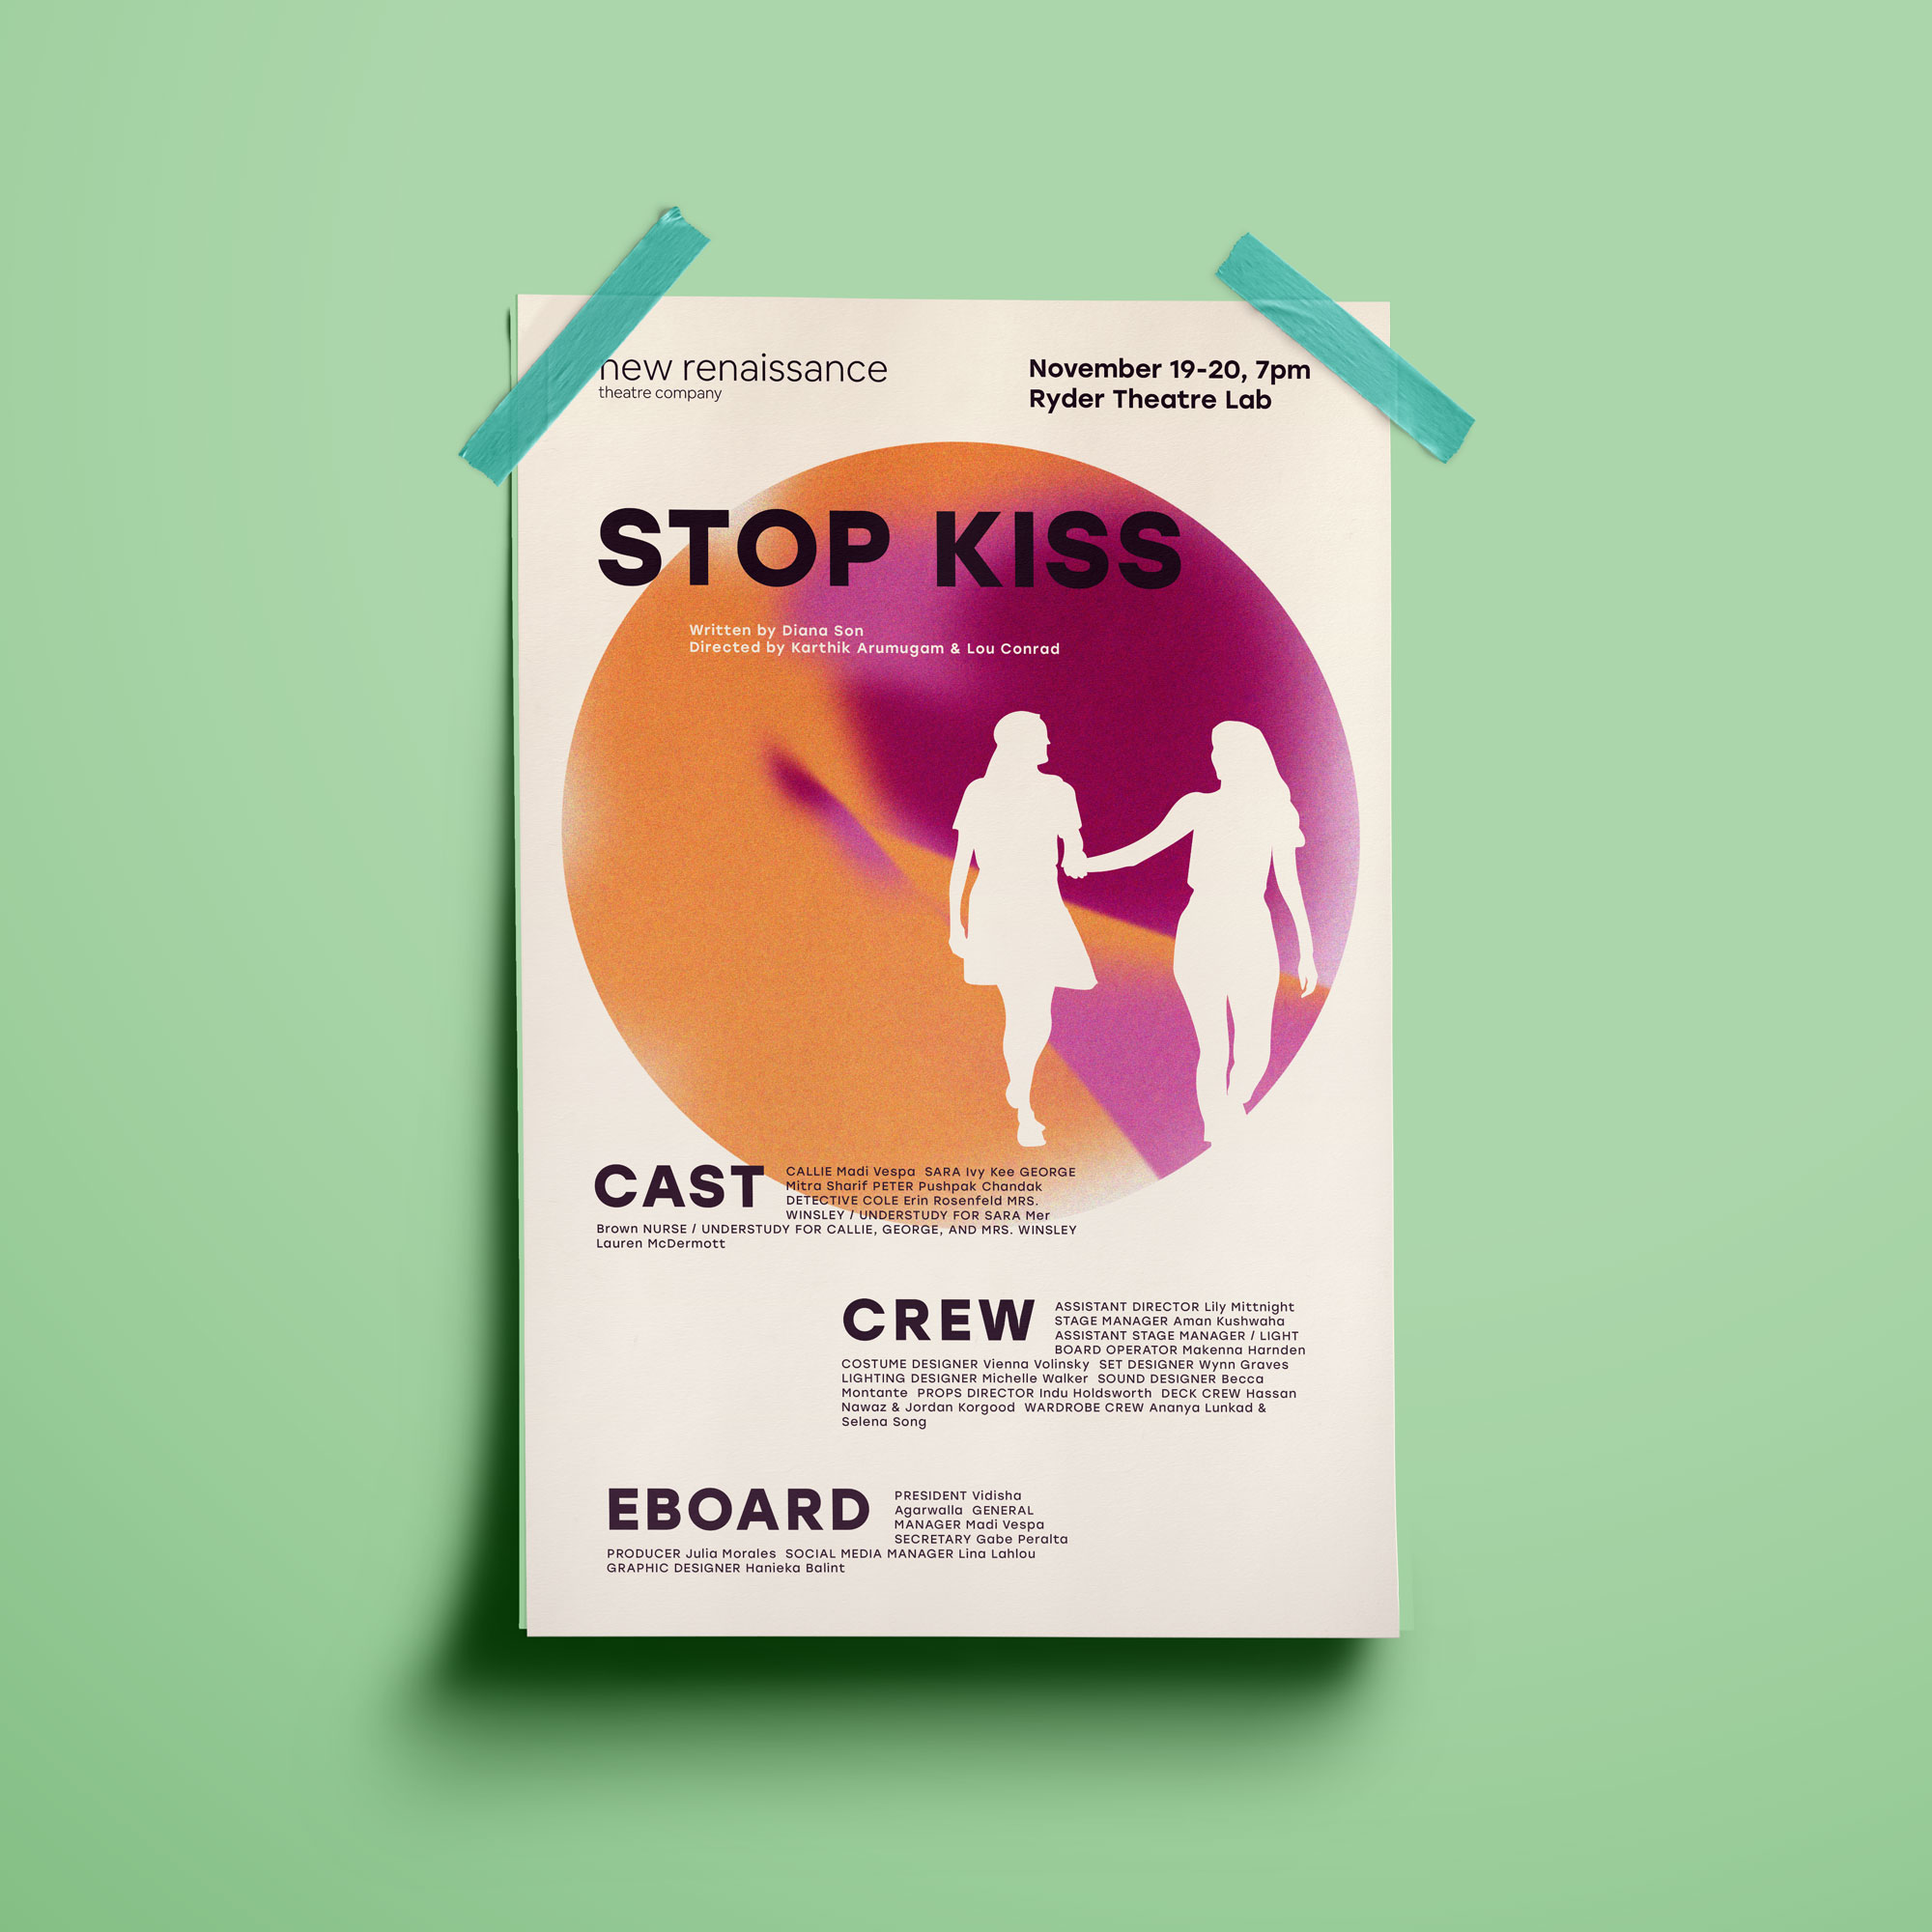 new renaissance
theatre company
November 19-20, 7pm
Ryder Theatre Lab
STOP KISS
Written by Diana Son
Directed by Karthik Arumugam & Lou Conrad
CAST
CALLIE Madi Vespa SARA Ivy Kee GEORGE
Mitra Sharif PETER Pushpak Chandak
DETECTIVE COLE Erin Rosenfeld MRS.
WINSLEY / UNDERSTUDY FOR SARA Mer
Brown NURSE / UNDERSTUDY FOR CALLIE, GEORGE, AND MRS. WINSLEY
Lauren McDermott
CREW
ASSISTANT DIRECTOR Lily Mittnight
STAGE MANAGER Aman Kushwaha
ASSISTANT STAGE MANAGER / LIGHT
BOARD OPERATOR Makenna Harnden
COSTUME DESIGNER Vienna Volinsky SET DESIGNER Wynn Graves
LIGHTING DESIGNER Michelle Walker SOUND DESIGNER Becca
Montante PROPS DIRECTOR Indu Holdsworth DECK CREW Hassan
Nawaz & Jordan Korgood WARDROBE CREW Ananya Lunkad &
Selena Song
EBOARD
PRESIDENT Vidisha
Agarwalla GENERAL
MANAGER Madi Vespa
SECRETARY Gabe Peralta
PRODUCER Julia Morales SOCIAL MEDIA MANAGER Lina Lahlou
GRAPHIC DESIGNER Hanieka Balint